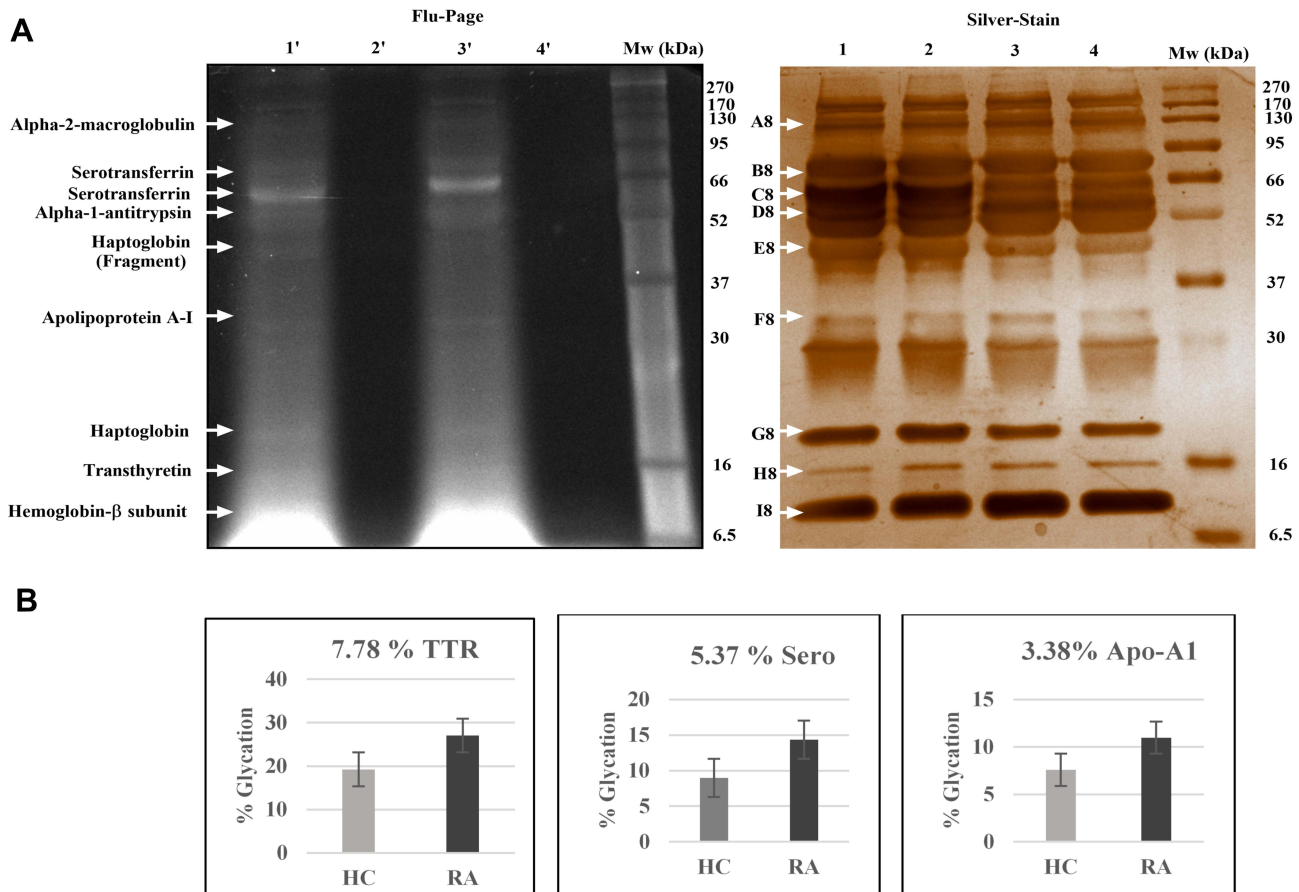 A
Flu-Page
1' 2' 3' 4' Mw (kDa)
Alpha-2-macroglobulin
Serotransferrin
Serotransferrin
Alpha-1-antitrypsin
Haptoglobin
(Fragment)
Apolipoprotein A-I
Haptoglobin
Transthyretin
Hemoglobin-β subunit
270
170
130
95
66
52
37
30
16
6.5
Silver-Stain
1 2 3 4 Mw (kDa)
A8
B8
C8
D8
E8
F8
G8
H8
I8
270
170
130
95
66
52
37
30
16
6.5
B
7.78 % TTR
% Glycation
40
30
20
10
0
HC RA
5.37 % Sero
% Glycation
20
15
10
5
0
HC RA
3.38% Apo-A1
% Glycation
15
10
5
0
HC RA